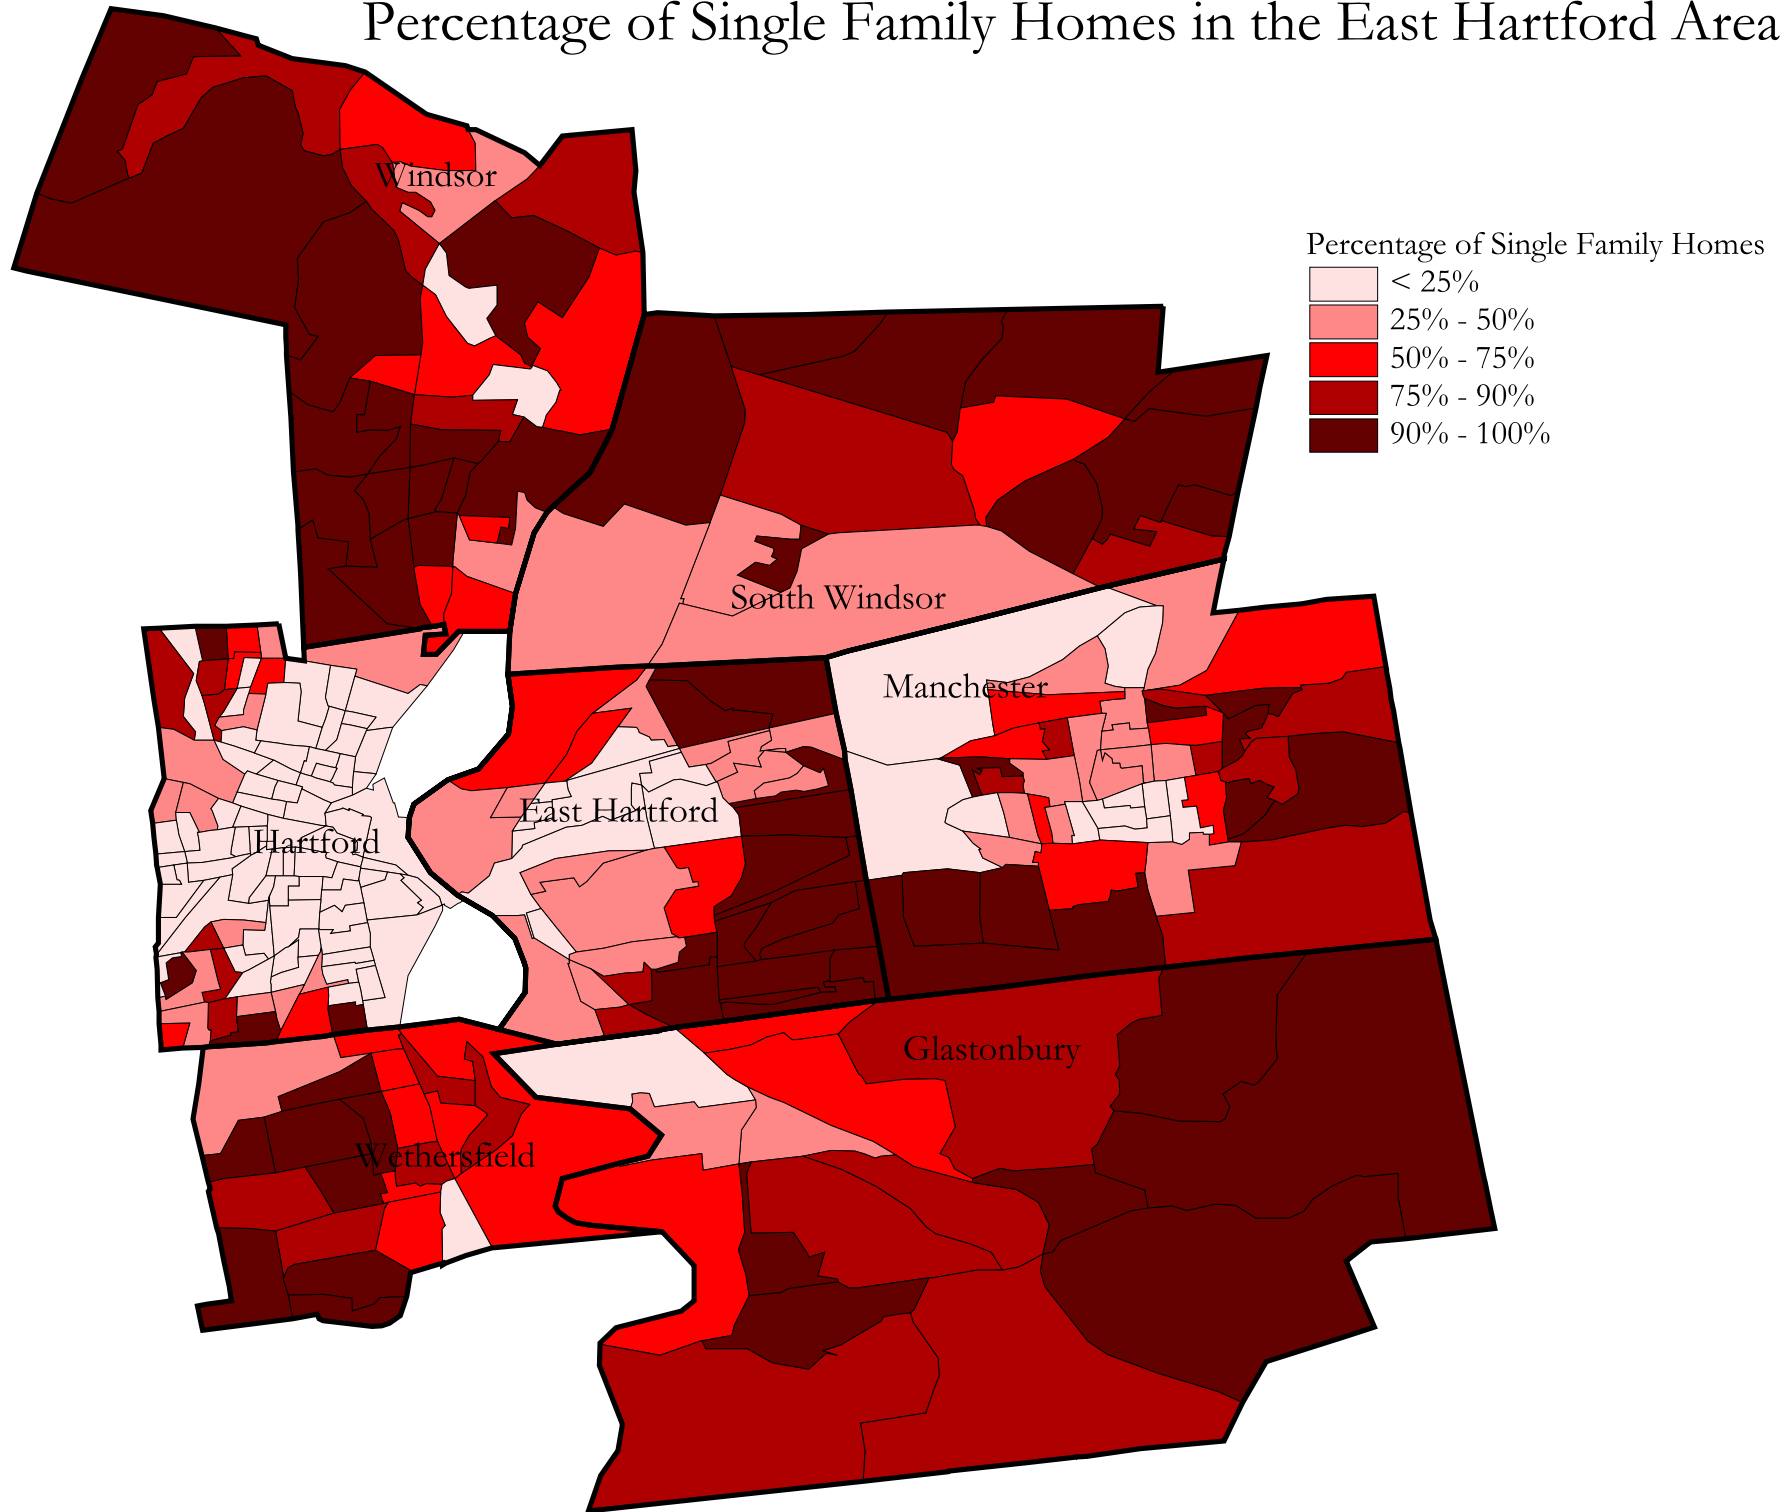 Percentage of Single Family Homes in the East Hartford Area
Windsor
Percentage of Single Family Homes
< 25%
25% - 50%
50% - 75%
75% - 90%
90% - 100%
South Windsor
Manchester
East Hartford
Hartford
Glastonbury
Wethersfield